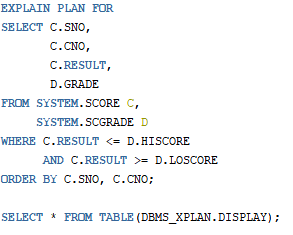 EXPLAIN PLAN FOR
SELECT C.SNO,
C.CNO,
C.RESULT,
D.GRADE
FROM SYSTEM.SCORE C,
SYSTEM.SCGRADE D
WHERE C.RESULT <= D.HISCORE
AND C.RESULT >= D.LOSCORE
ORDER BY C.SNO, C.CNO;
SELECT * FROM TABLE(DBMS_XPLAN.DISPLAY);